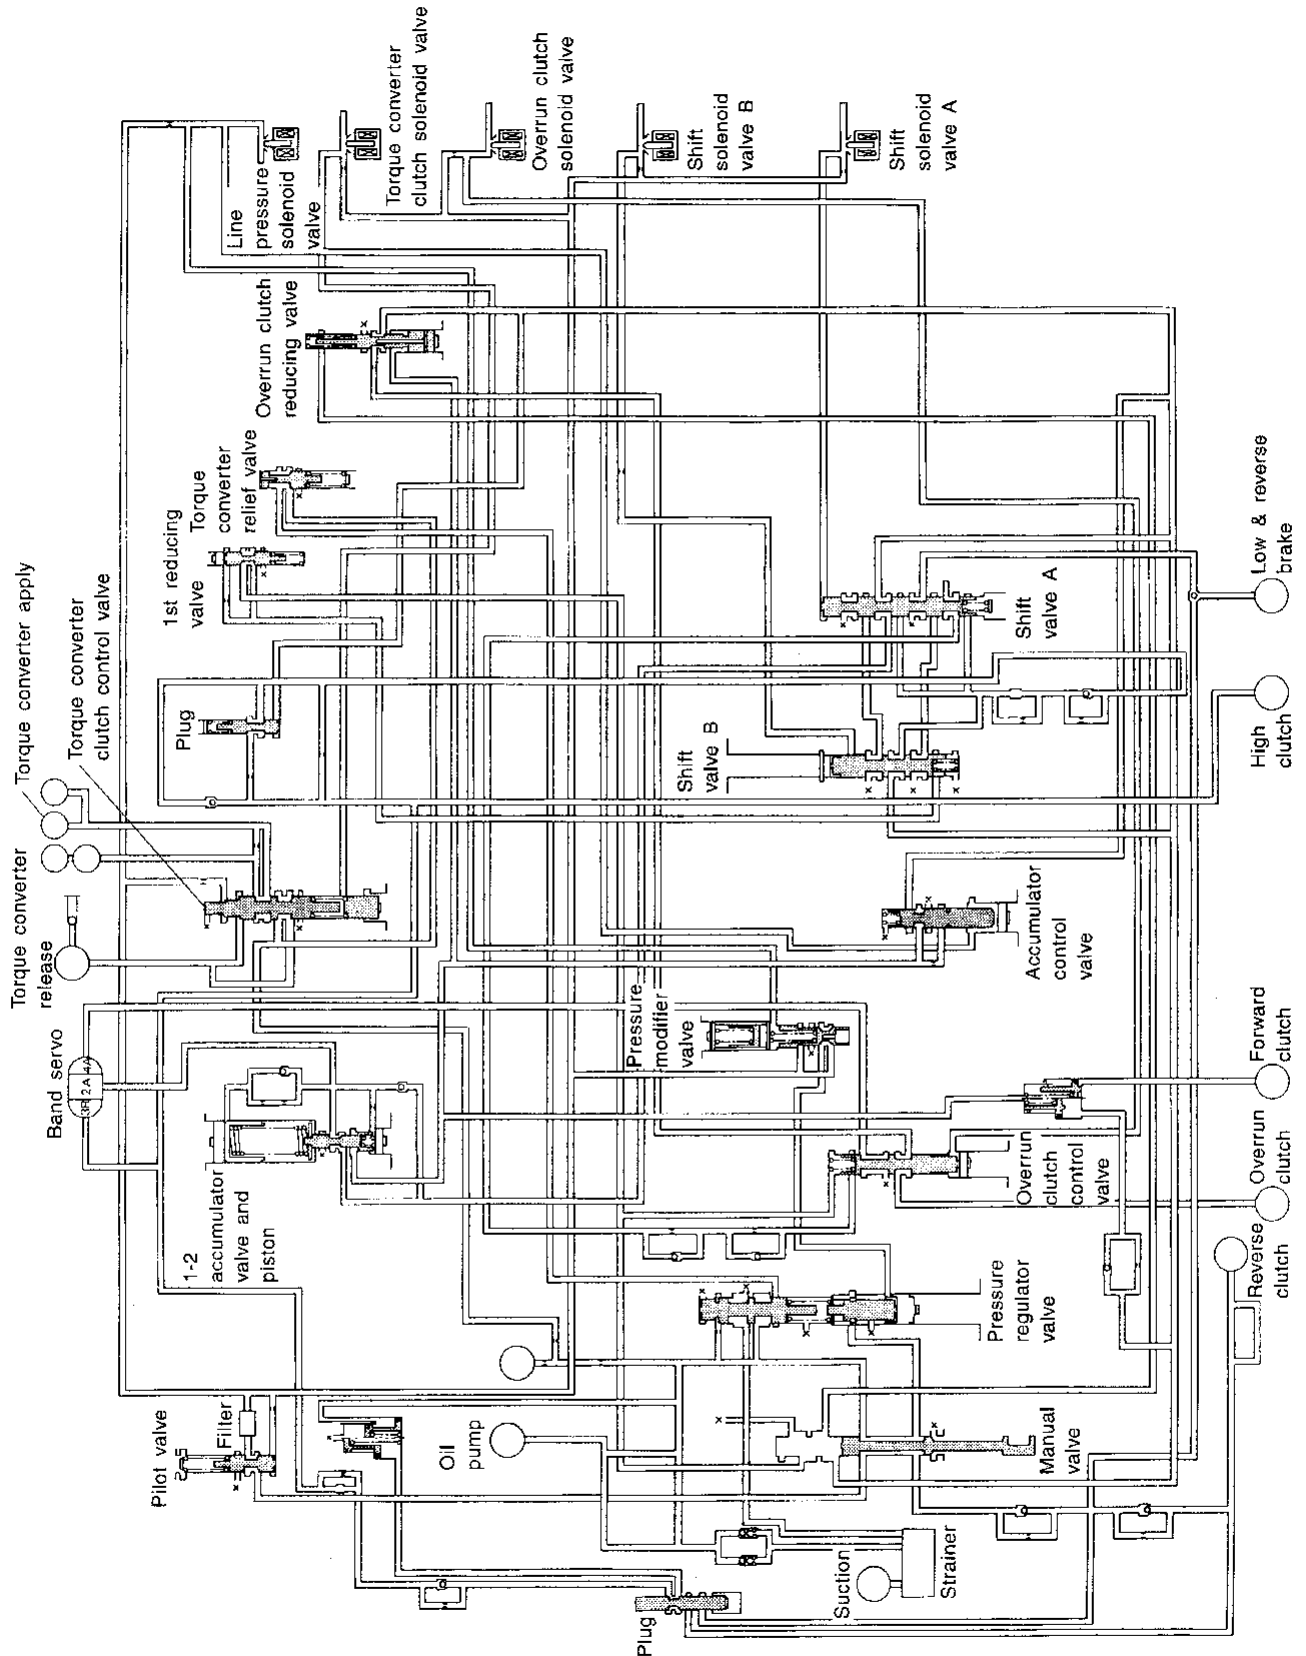 Torque converter
release
Torque converter apply
Torque converter
clutch control valve
Band servo
3R 2A 4A
1-2
accumulator
valve and
piston
Pilot valve
Filter
Plug
1st reducing
valve
Torque
converter
relief valve
Overrun clutch
reducing valve
Line
pressure
solenoid
valve
Torque converter
clutch solenoid valve
Overrun clutch
solenoid valve
Shift
solenoid
valve B
Shift
solenoid
valve A
Oil
pump
Pressure
modifier
valve
Shift
valve B
Shift
valve A
Accumulator
control
valve
Overrun
clutch
control
valve
Pressure
regulator
valve
Manual
valve
Suction
Strainer
Plug
Reverse
clutch
Overrun
clutch
Forward
clutch
High
clutch
Low & reverse
brake